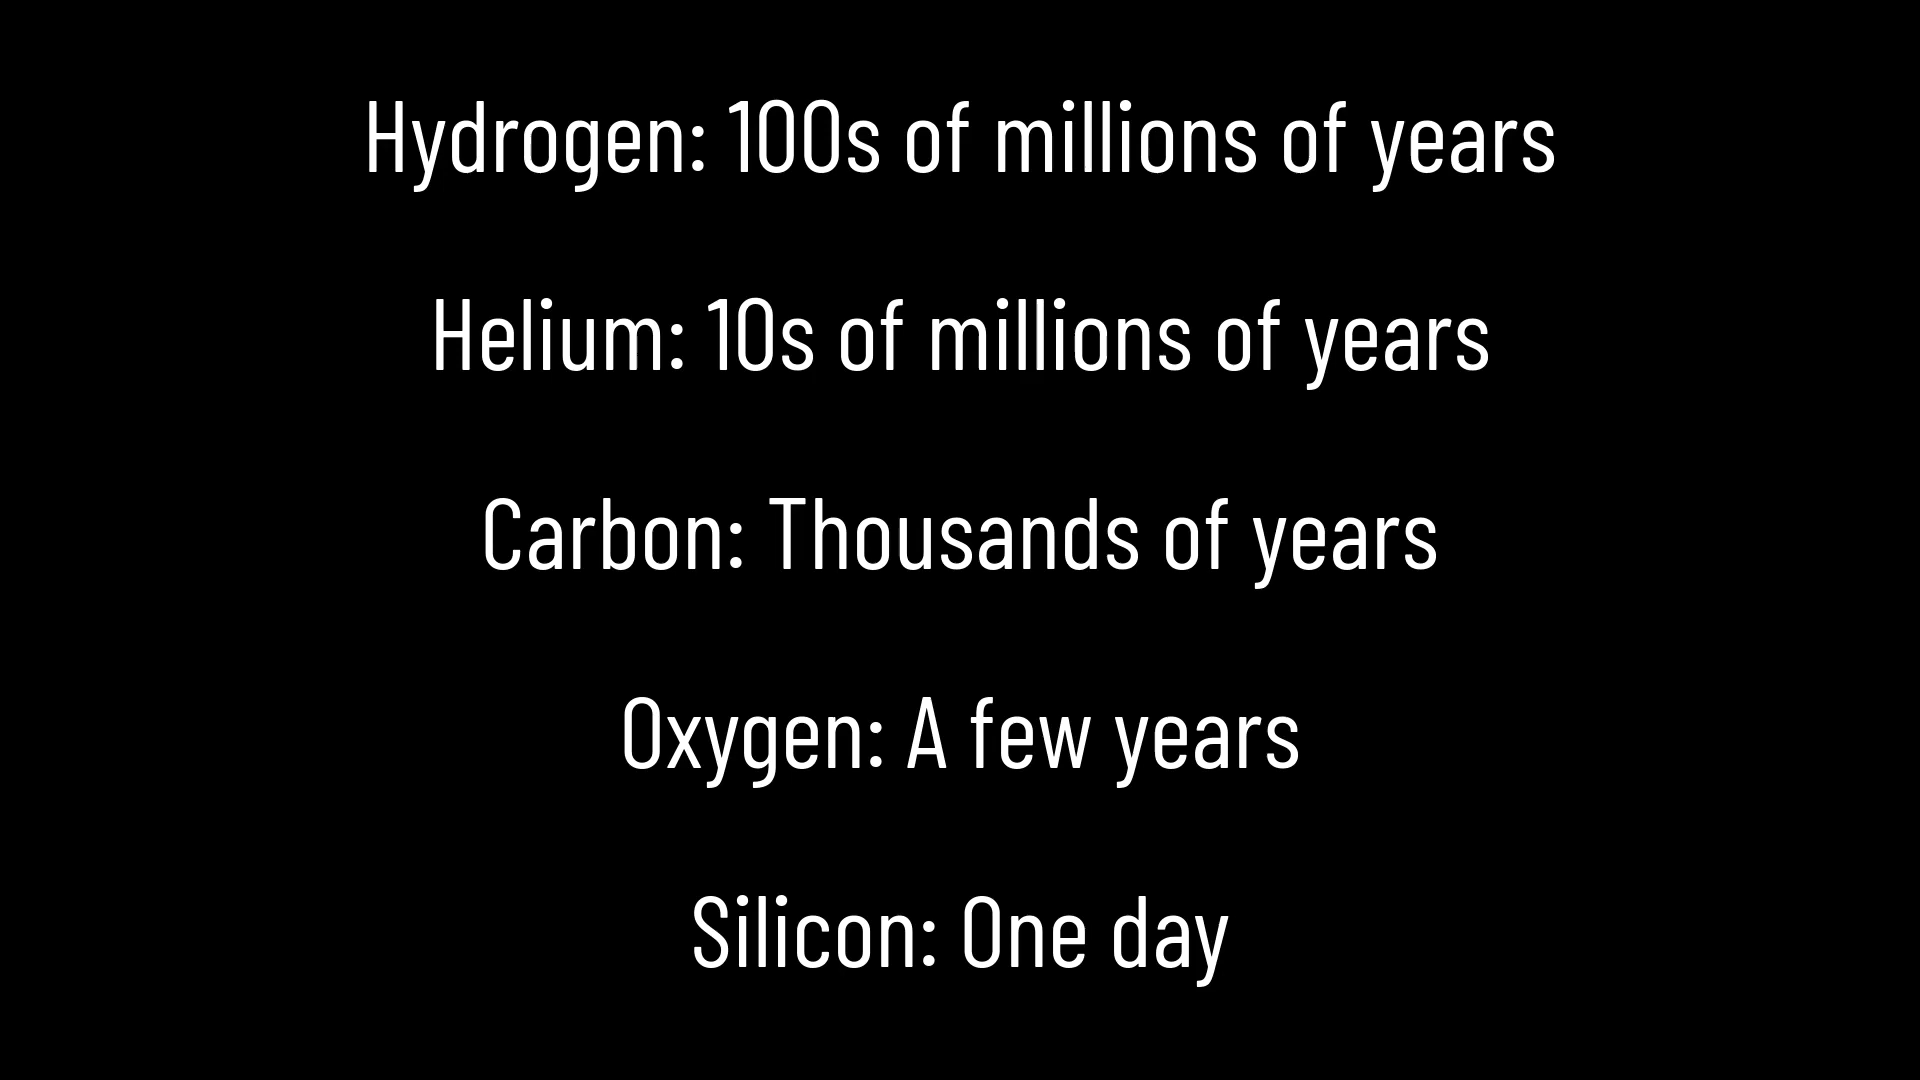 Hydrogen: 100s of millions of years
Helium: 10s of millions of years
Carbon: Thousands of years
Oxygen: A few years
Silicon: One day